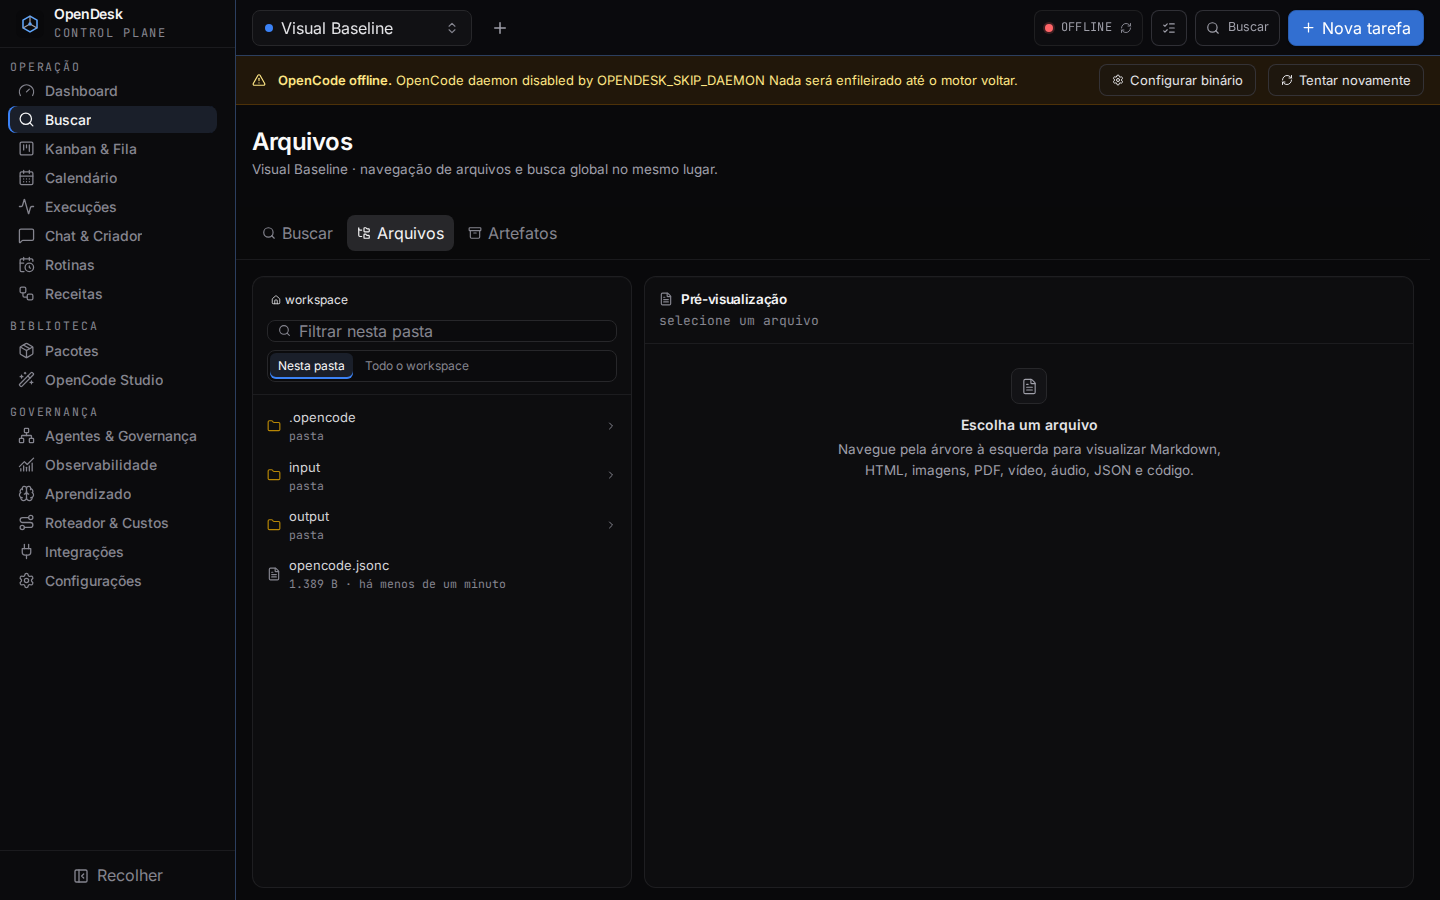 OpenDesk
CONTROL PLANE
OPERAÇÃO
Dashboard
Buscar
Kanban & Fila
Calendário
Execuções
Chat & Criador
Rotinas
Receitas
BIBLIOTECA
Pacotes
OpenCode Studio
GOVERNANÇA
Agentes & Governança
Observabilidade
Aprendizado
Roteador & Custos
Integrações
Configurações
Recolher
Visual Baseline
OFFLINE
Buscar
Nova tarefa
OpenCode offline. OpenCode daemon disabled by OPENDESK_SKIP_DAEMON Nada será enfileirado até o motor voltar.
Configurar binário
Tentar novamente
Arquivos
Visual Baseline · navegação de arquivos e busca global no mesmo lugar.
Buscar
Arquivos
Artefatos
workspace
Filtrar nesta pasta
Nesta pasta
Todo o workspace
.opencode
pasta
input
pasta
output
pasta
opencode.jsonc
1.389 B · há menos de um minuto
Pré-visualização
selecione um arquivo
Escolha um arquivo
Navegue pela árvore à esquerda para visualizar Markdown,
HTML, imagens, PDF, vídeo, áudio, JSON e código.